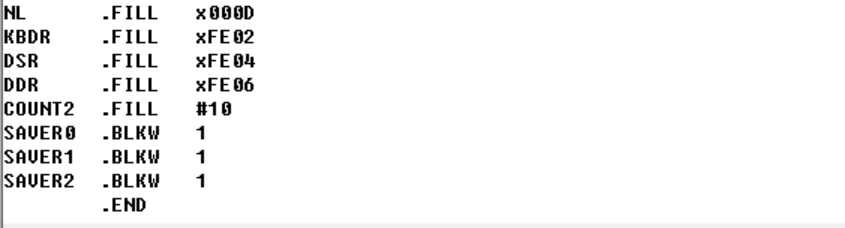 NL .FILL x000D
KBDR .FILL xFE02
DSR .FILL xFE04
DDR .FILL xFE06
COUNT2 .FILL #10
SAVER0 .BLKW 1
SAVER1 .BLKW 1
SAVER2 .BLKW 1
.END